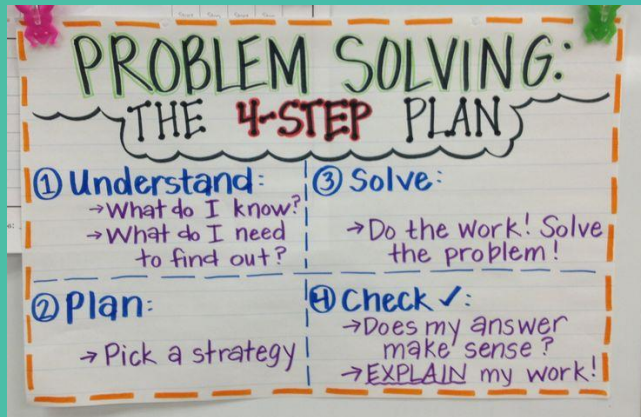 PROBLEM SOLVING:
THE 4-STEP PLAN
① Understand:
→What do I know?
→What do I need
to find out?
② Plan:
→ Pick a strategy
③ Solve:
→Do the work! Solve
the problem!
④ Check ✓:
→Does my answer
make sense?
→EXPLAIN my work!